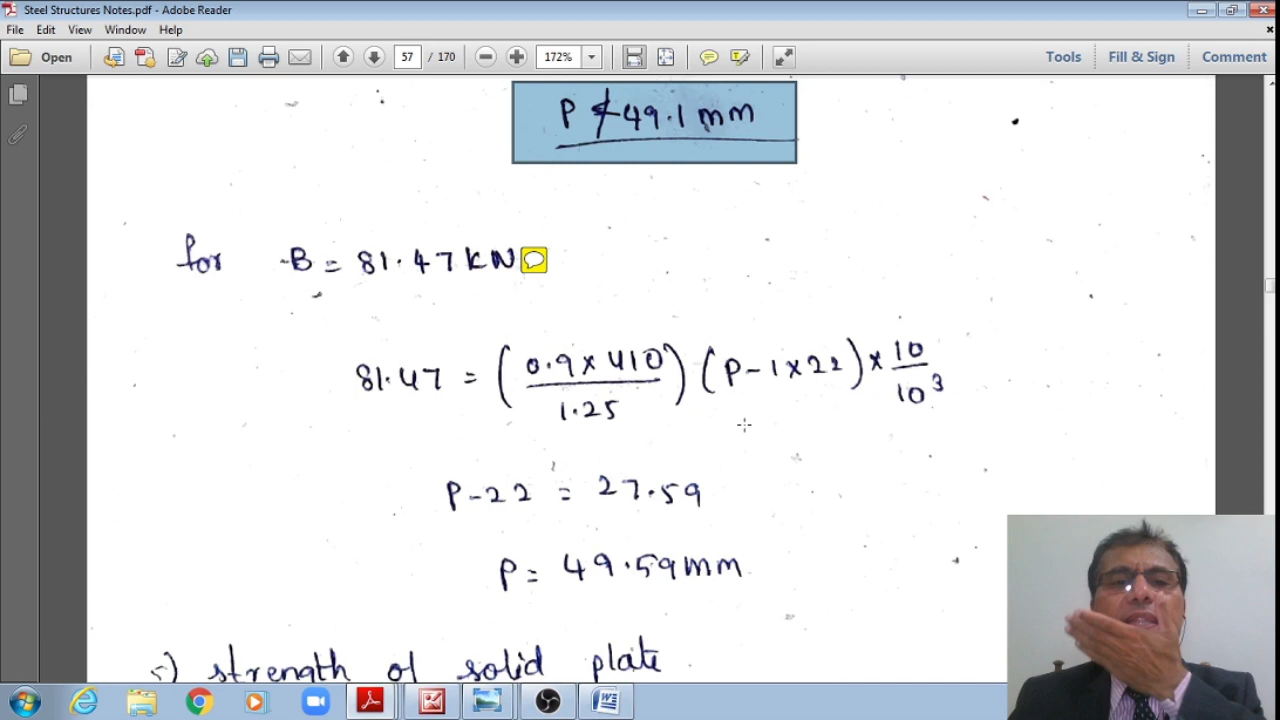 Steel Structures Notes.pdf - Adobe Reader
File Edit View Window Help
Open 57 / 170 172% Tools Fill & Sign Comment
P ≮ 49.1 mm
for B = 81.47 kN
81.47 = (0.9 x 410 / 1.25) (P - 1 x 22) x 10 / 10³
P - 22 = 27.59
P = 49.59 mm
=) strength of solid plate